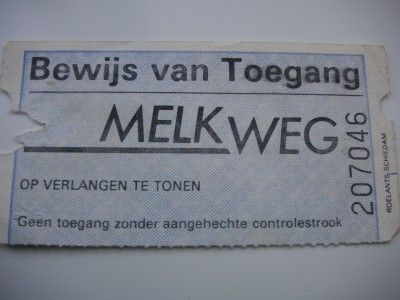 Bewijs van Toegang
MELKWEG
OP VERLANGEN TE TONEN
Geen toegang zonder aangehechte controlestrook
207046
ROELANTS, SCHIEDAM